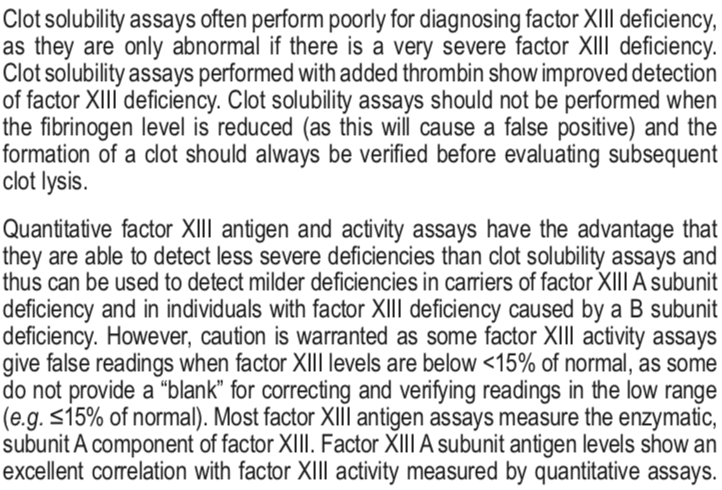 Clot solubility assays often perform poorly for diagnosing factor XIII deficiency,
as they are only abnormal if there is a very severe factor XIII deficiency.
Clot solubility assays performed with added thrombin show improved detection
of factor XIII deficiency. Clot solubility assays should not be performed when
the fibrinogen level is reduced (as this will cause a false positive) and the
formation of a clot should always be verified before evaluating subsequent
clot lysis.
Quantitative factor XIII antigen and activity assays have the advantage that
they are able to detect less severe deficiencies than clot solubility assays and
thus can be used to detect milder deficiencies in carriers of factor XIII A subunit
deficiency and in individuals with factor XIII deficiency caused by a B subunit
deficiency. However, caution is warranted as some factor XIII activity assays
give false readings when factor XIII levels are below <15% of normal, as some
do not provide a “blank” for correcting and verifying readings in the low range
(e.g. ≤15% of normal). Most factor XIII antigen assays measure the enzymatic,
subunit A component of factor XIII. Factor XIII A subunit antigen levels show an
excellent correlation with factor XIII activity measured by quantitative assays.